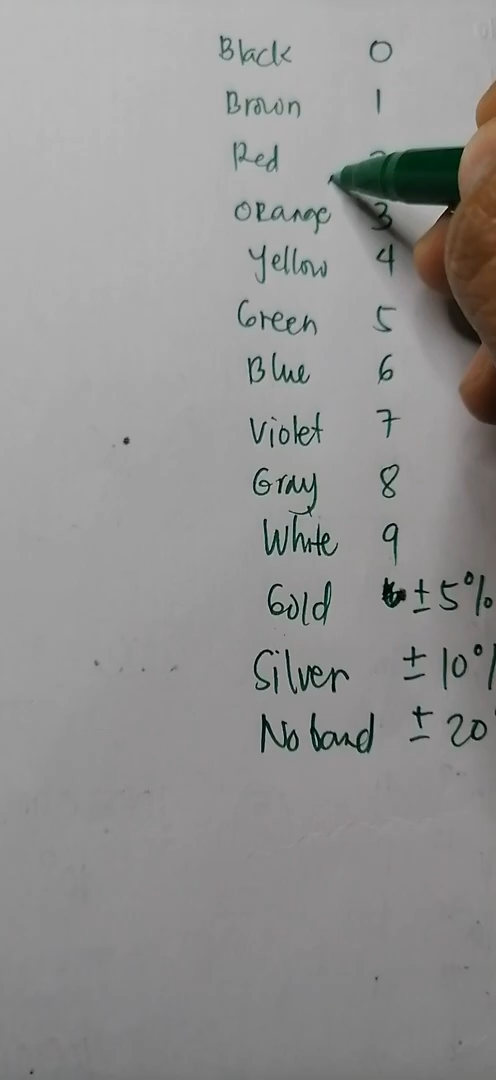 Black 0
Brown 1
Red
ORange 3
Yellow 4
Green 5
Blue 6
Violet 7
Gray 8
White 9
Gold ±5%
Silver ±10%
No band ±20